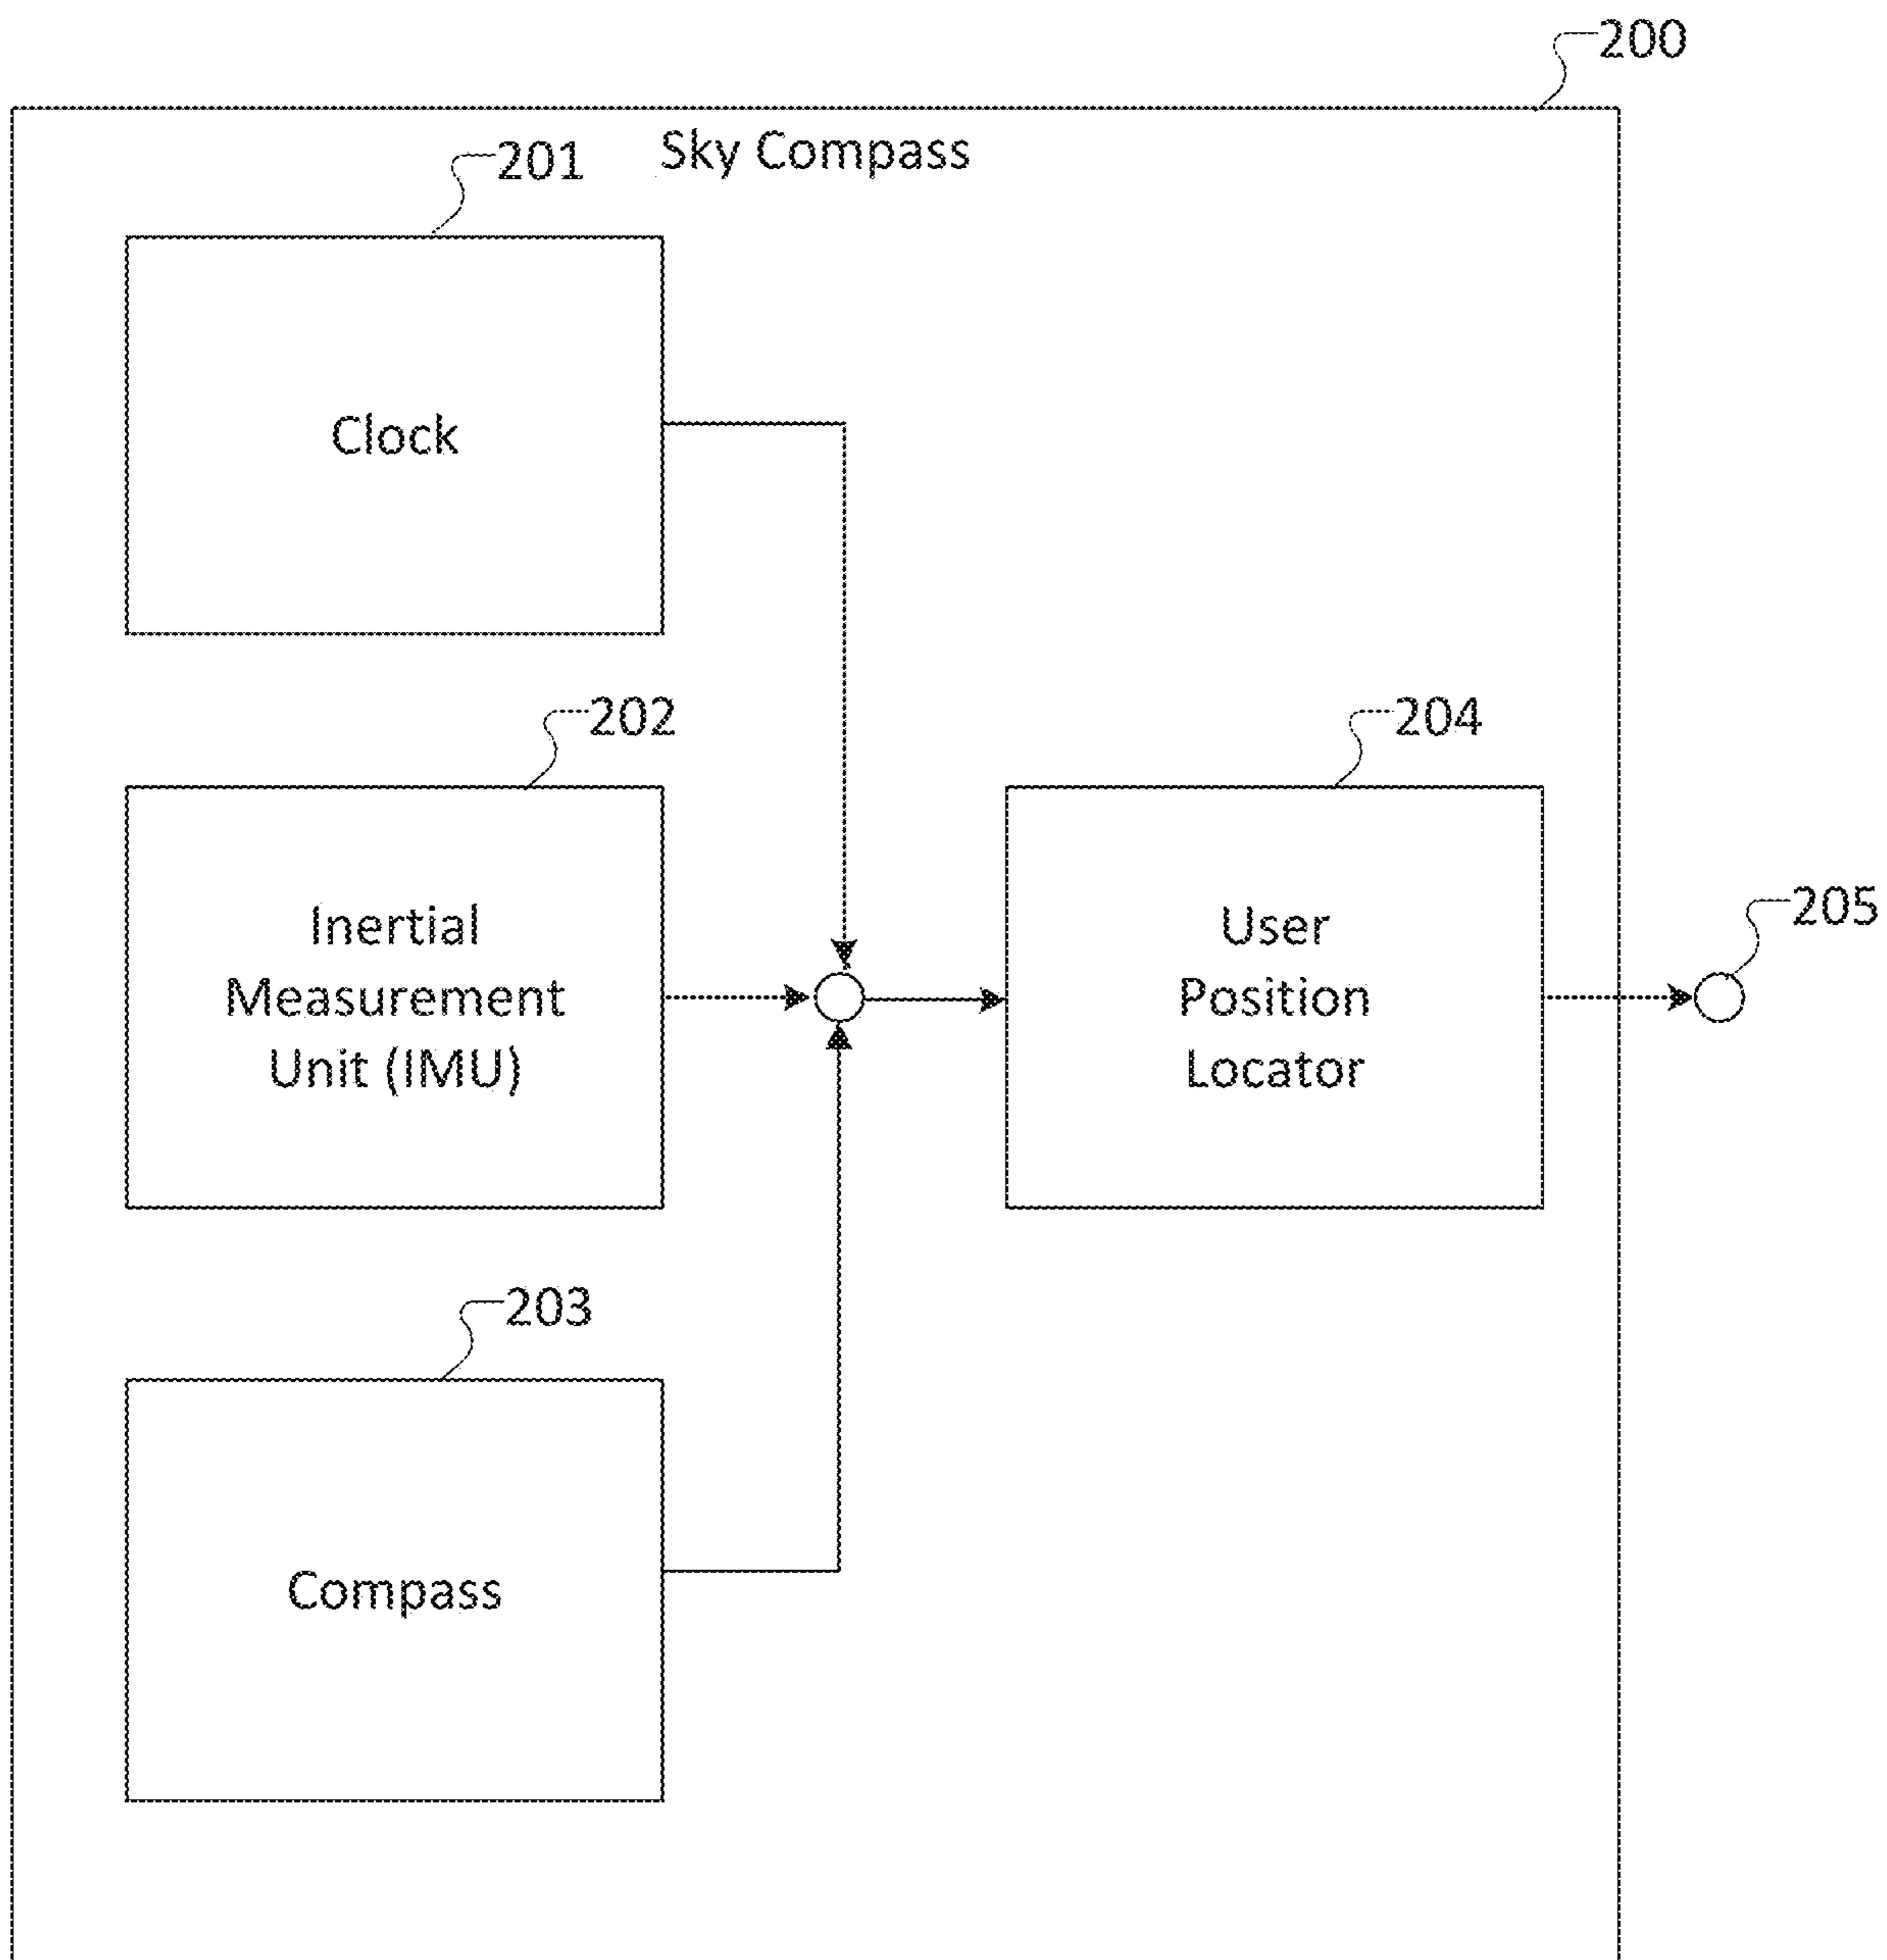 200
Sky Compass
201
Clock
202
204
Inertial
Measurement
Unit (IMU)
User
Position
Locator
205
203
Compass